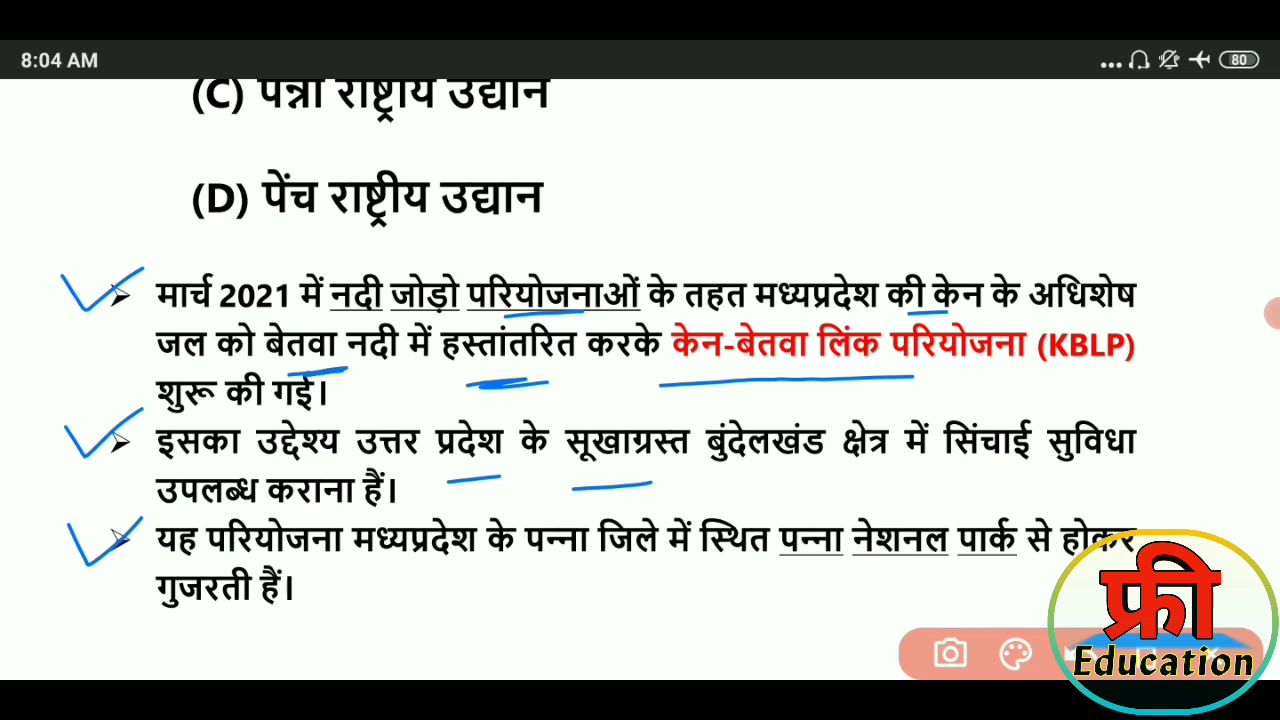 8:04 AM
80
(C) पन्ना राष्ट्रीय उद्यान
(D) पेंच राष्ट्रीय उद्यान
मार्च 2021 में नदी जोड़ो परियोजनाओं के तहत मध्यप्रदेश की केन के अधिशेष
जल को बेतवा नदी में हस्तांतरित करके केन-बेतवा लिंक परियोजना (KBLP)
शुरू की गई।
इसका उद्देश्य उत्तर प्रदेश के सूखाग्रस्त बुंदेलखंड क्षेत्र में सिंचाई सुविधा
उपलब्ध कराना हैं।
यह परियोजना मध्यप्रदेश के पन्ना जिले में स्थित पन्ना नेशनल पार्क से होकर
गुजरती हैं।
फ्री
Education